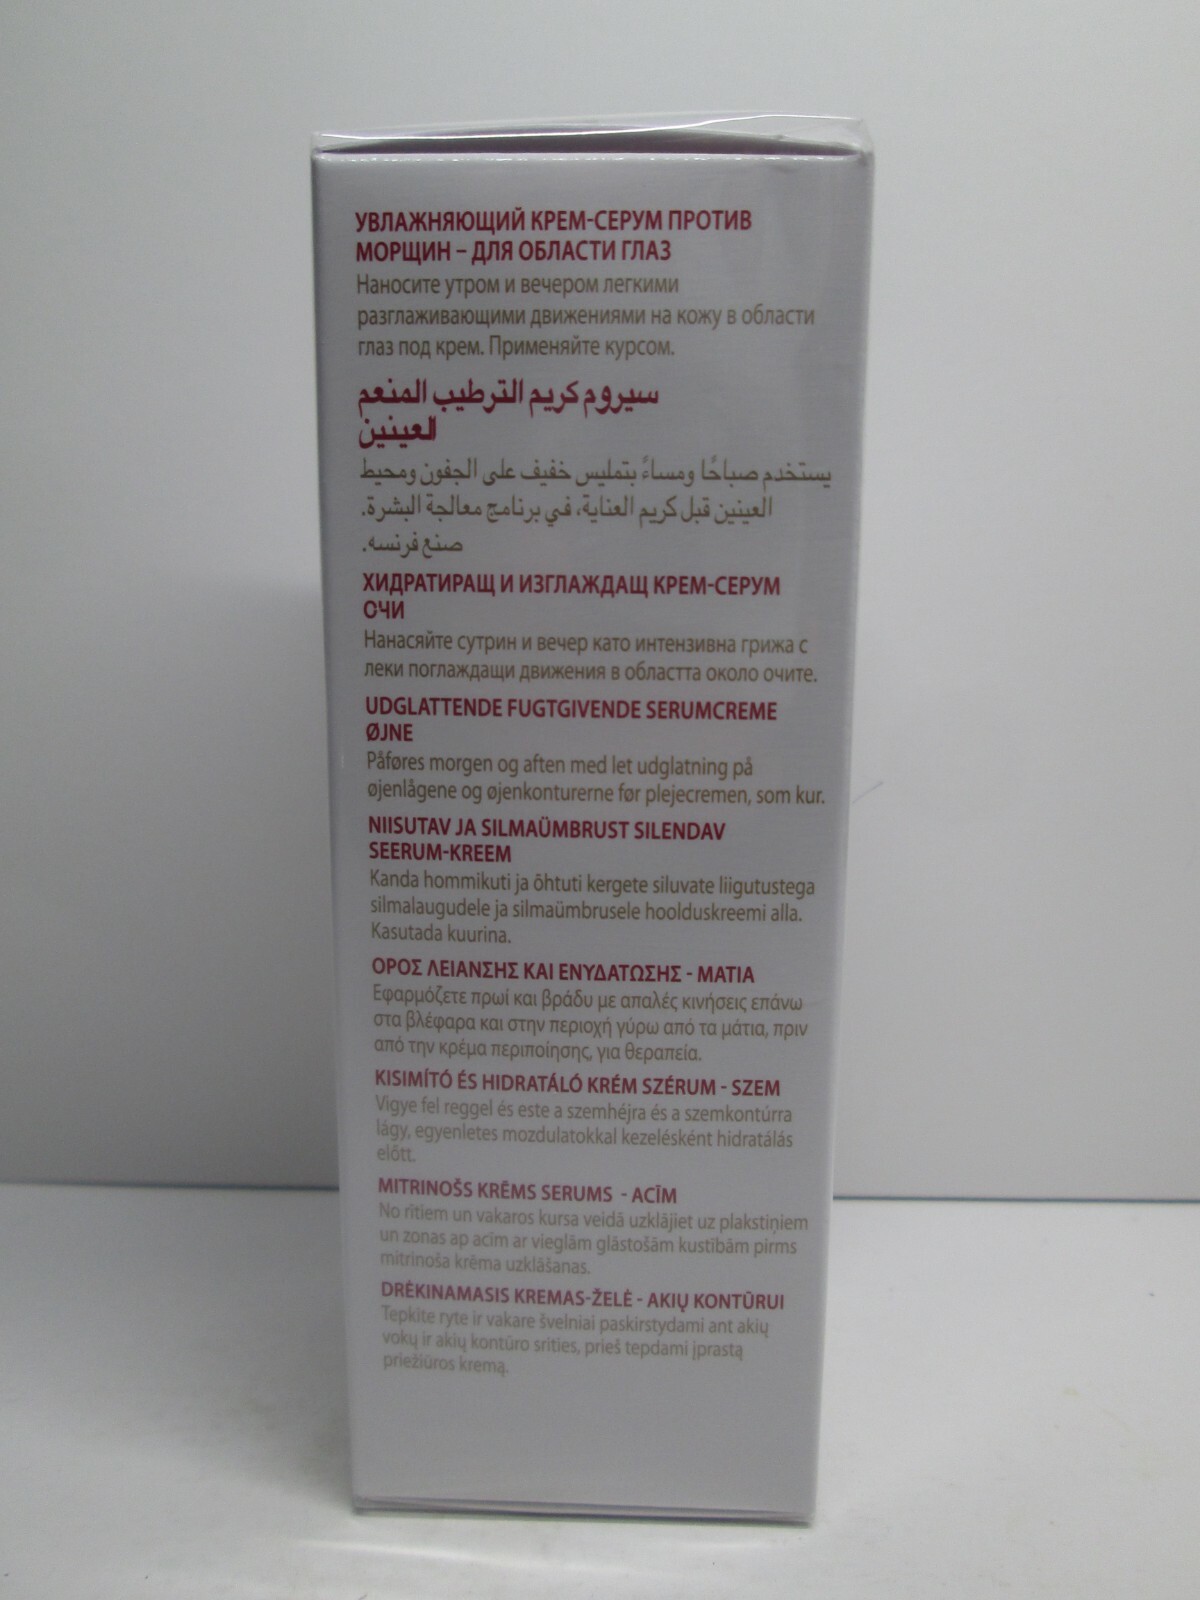 УВЛАЖНЯЮЩИЙ КРЕМ-СЕРУМ ПРОТИВ
МОРЩИН – ДЛЯ ОБЛАСТИ ГЛАЗ
Наносите утром и вечером легкими
разглаживающими движениями на кожу в области
глаз под крем. Применяйте курсом.
سيروم كريم الترطيب المنعم
العينين
يستخدم صباحًا ومساءً بتمليس خفيف على الجفون ومحيط
العينين قبل كريم العناية، في برنامج معالجة البشرة.
صنع فرنسه.
ХИДРАТИРАЩ И ИЗГЛАЖДАЩ КРЕМ-СЕРУМ
ОЧИ
Нанасяйте сутрин и вечер като интензивна грижа с
леки поглаждащи движения в областта около очите.
UDGLATTENDE FUGTGIVENDE SERUMCREME
ØJNE
Påføres morgen og aften med let udglatning på
øjenlågene og øjenkonturerne før plejecremen, som kur.
NIISUTAV JA SILMAÜMBRUST SILENDAV
SEERUM-KREEM
Kanda hommikuti ja õhtuti kergete siluvate liigutustega
silmalaugudele ja silmaümbrusele hoolduskreemi alla.
Kasutada kuurina.
ΟΡΟΣ ΛΕΙΑΝΣΗΣ ΚΑΙ ΕΝΥΔΑΤΩΣΗΣ - ΜΑΤΙΑ
Εφαρμόζετε πρωί και βράδυ με απαλές κινήσεις επάνω
στα βλέφαρα και στην περιοχή γύρω από τα μάτια, πριν
από την κρέμα περιποίησης, για θεραπεία.
KISIMÍTÓ ÉS HIDRATÁLÓ KRÉM SZÉRUM - SZEM
Vigye fel reggel és este a szemhéjra és a szemkontúrra
lágy, egyenletes mozdulatokkal kezelésként hidratálás
előtt.
MITRINOŠS KRĒMS SERUMS - ACĪM
No rītiem un vakaros kursa veidā uzklājiet uz plakstiņiem
un zonas ap acīm ar vieglām glāstošām kustībām pirms
mitrinoša krēma uzklāšanas.
DRĖKINAMASIS KREMAS-ŽELĖ - AKIŲ KONTŪRUI
Tepkite ryte ir vakare švelniai paskirstydami ant akių
vokų ir akių kontūro srities, prieš tepdami įprastą
priežiūros kremą.